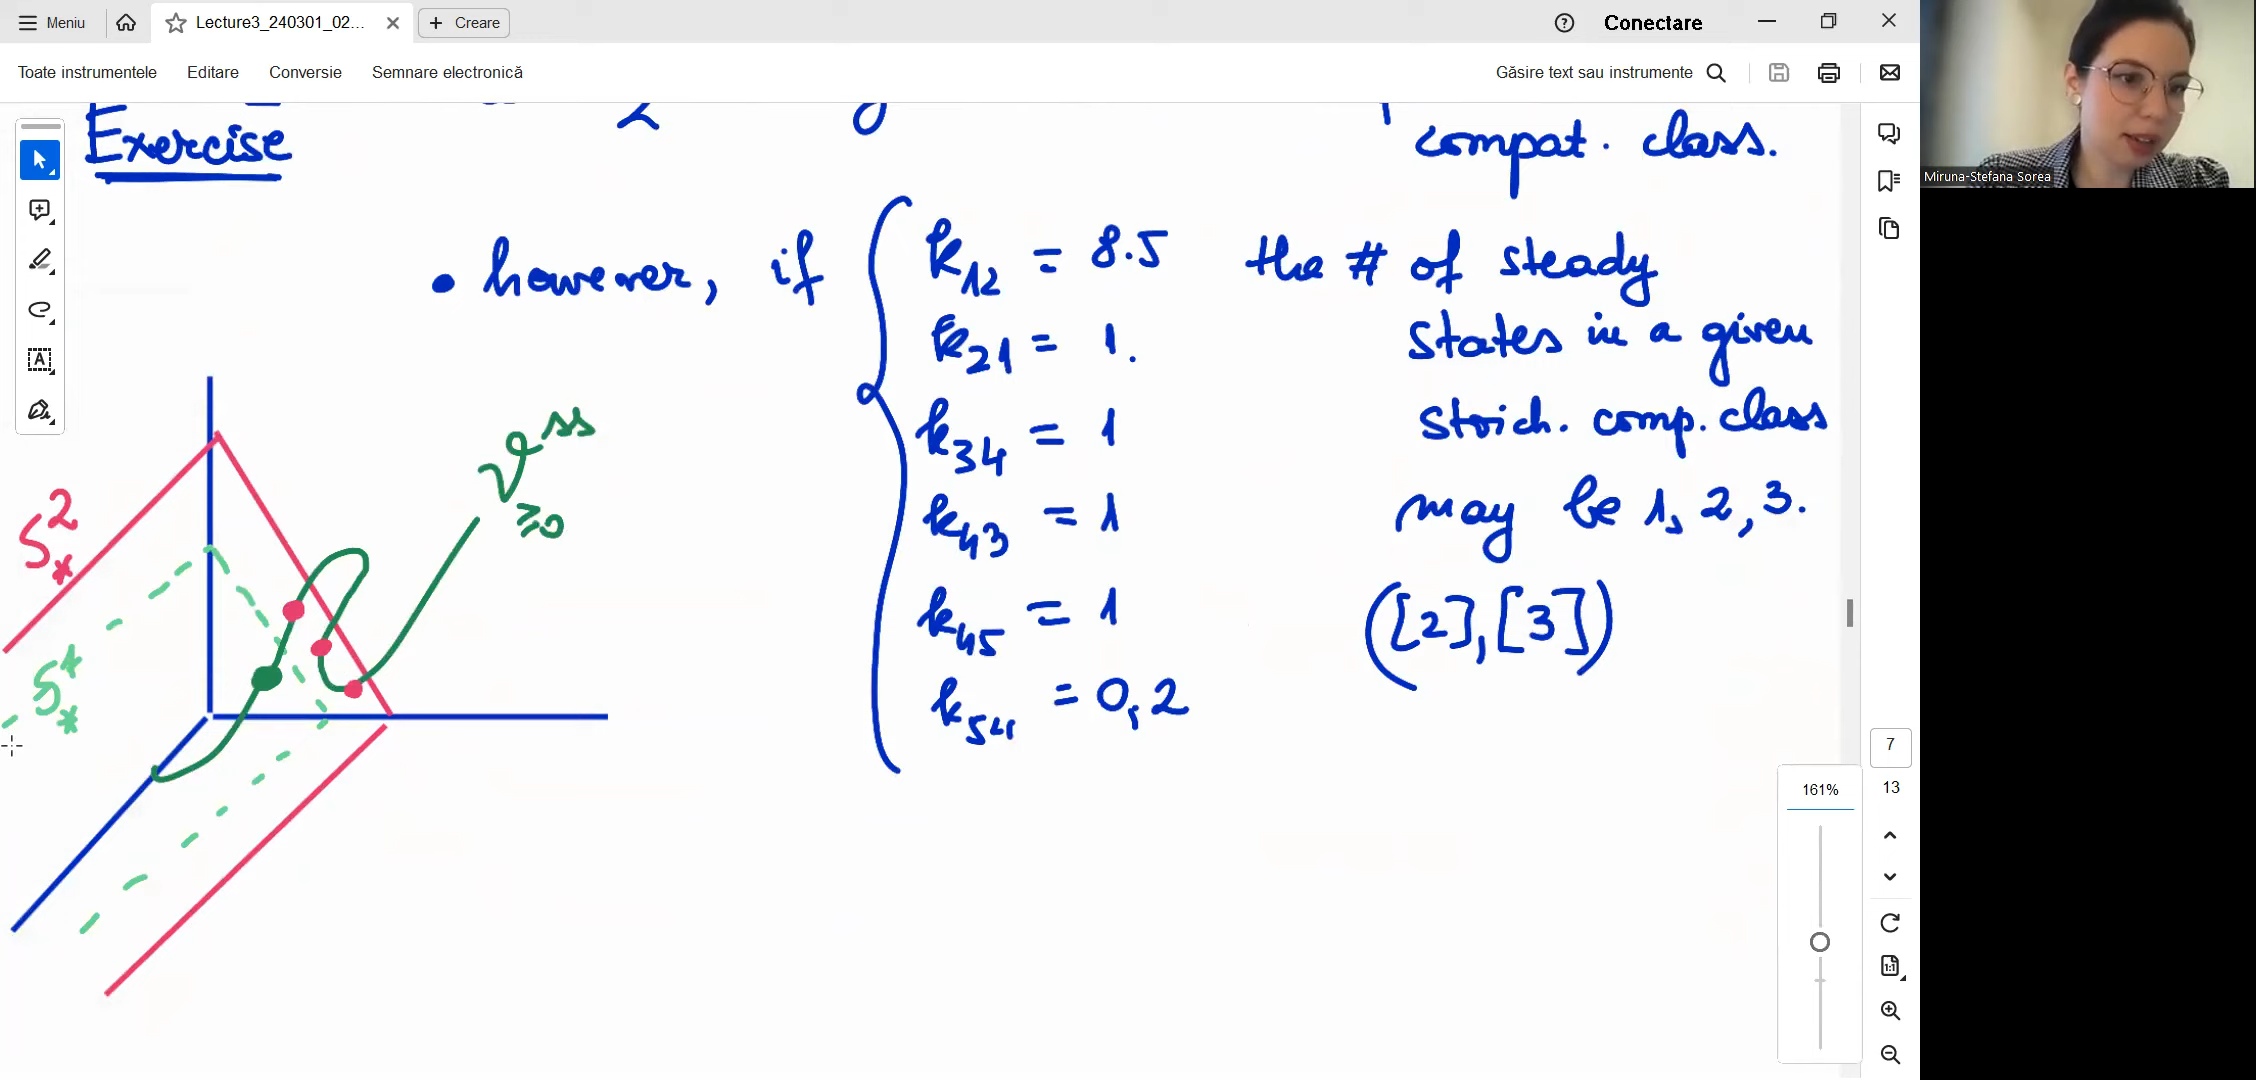 Meniu
Lecture3_240301_02...
Creare
Conectare
Toate instrumentele Editare Conversie Semnare electronică
Găsire text sau instrumente
Miruna-Stefana Sorea
Exercise
compat. class.
• however, if
k12 = 8.5
k21 = 1.
k34 = 1
k43 = 1
k45 = 1
k54 = 0,2
the # of steady
states in a given
stoich. comp. class
may be 1, 2, 3.
([2], [3])
S²*
S¹*
V^ss ≥0
7
13
161%